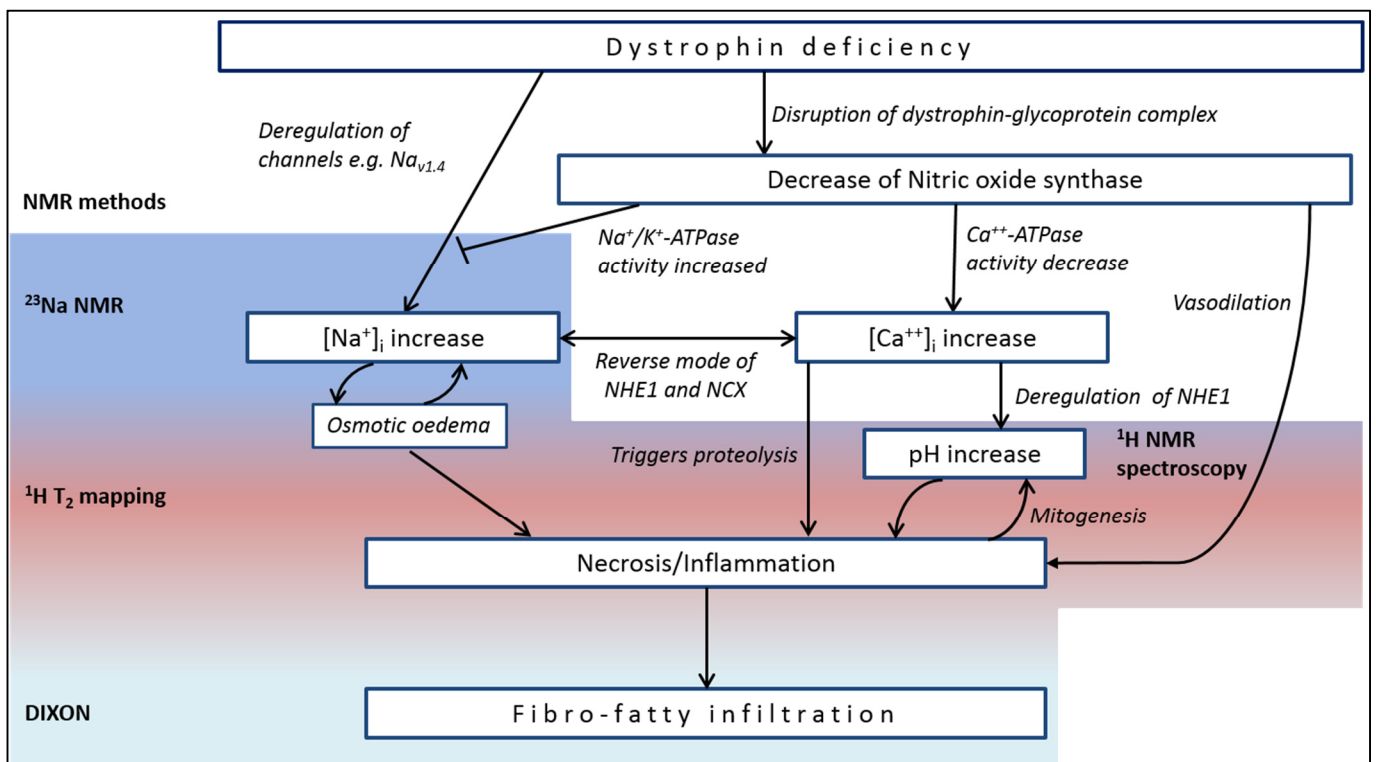 Dystrophin deficiency
Disruption of dystrophin-glycoprotein complex
Deregulation of
channels e.g. Naᵥ₁.₄
Decrease of Nitric oxide synthase
NMR methods
Na⁺/K⁺-ATPase
activity increased
Ca⁺⁺-ATPase
activity decrease
Vasodilation
²³Na NMR
[Na⁺]ᵢ increase
[Ca⁺⁺]ᵢ increase
Reverse mode of
NHE1 and NCX
Deregulation of NHE1
Osmotic oedema
Triggers proteolysis
pH increase
¹H NMR
spectroscopy
¹H T₂ mapping
Mitogenesis
Necrosis/Inflammation
DIXON
Fibro-fatty infiltration